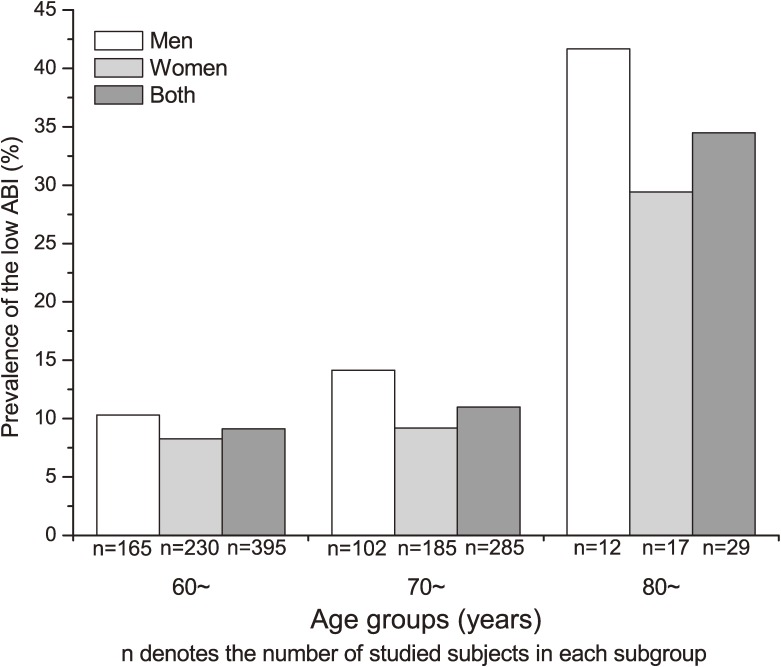 45
40
35
30
25
20
15
10
5
0
Prevalence of the low ABI (%)
Men
Women
Both
n=165 n=230 n=395 n=102 n=185 n=285 n=12 n=17 n=29
60~ 70~ 80~
Age groups (years)
n denotes the number of studied subjects in each subgroup